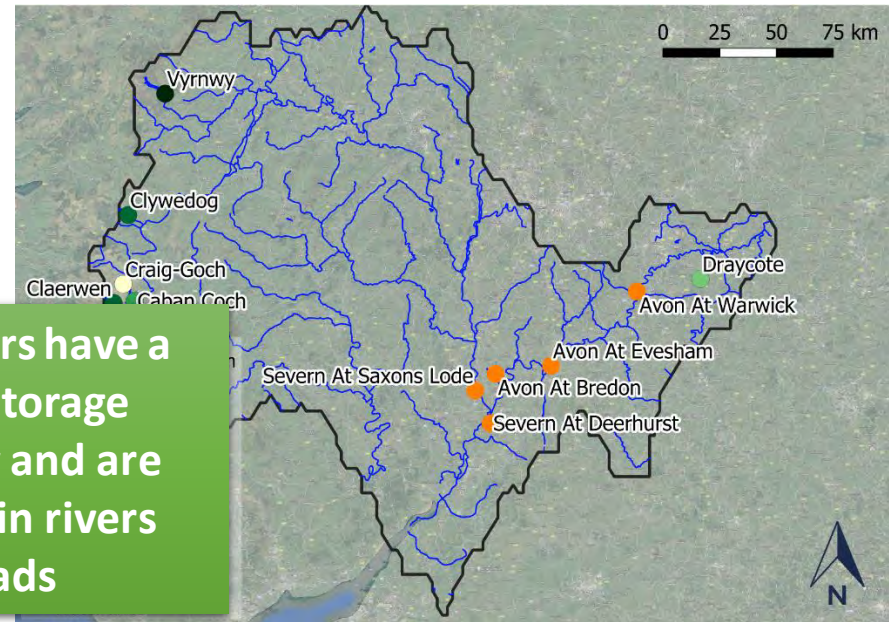 0 25 50 75 km
Vyrnwy
Clywedog
Craig-Goch
Claerwen
Caban Coch
Draycote
Avon At Warwick
Avon At Evesham
Severn At Saxons Lode
Avon At Bredon
Severn At Deerhurst
rs have a
torage
and are
in rivers
ads
N